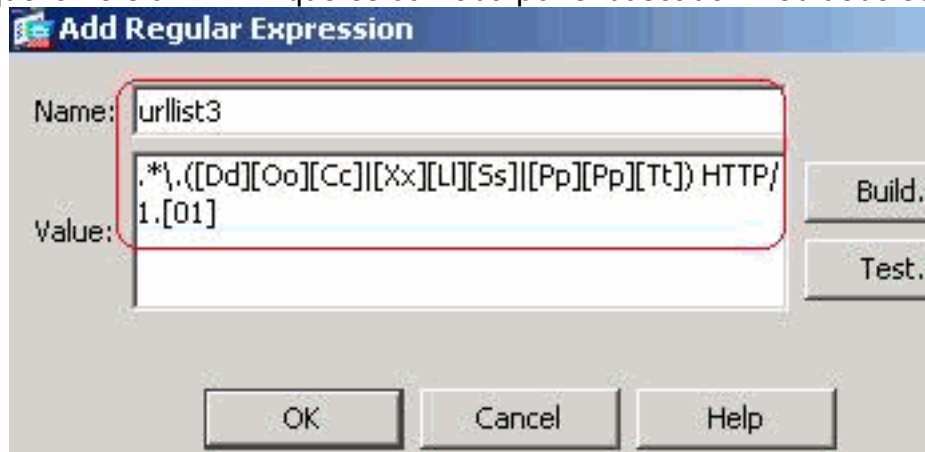 Add Regular Expression
Name:
urllist3
Value:
.*\.([Dd][Oo][Cc]|[Xx][Ll][Ss]|[Pp][Pp][Tt]) HTTP/
1.[01]
Build.
Test.
OK
Cancel
Help